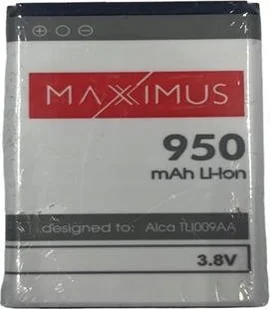 MAXXIMUS
950
mAh Li-Ion
designed to: Alca TLI009AA
3.8V